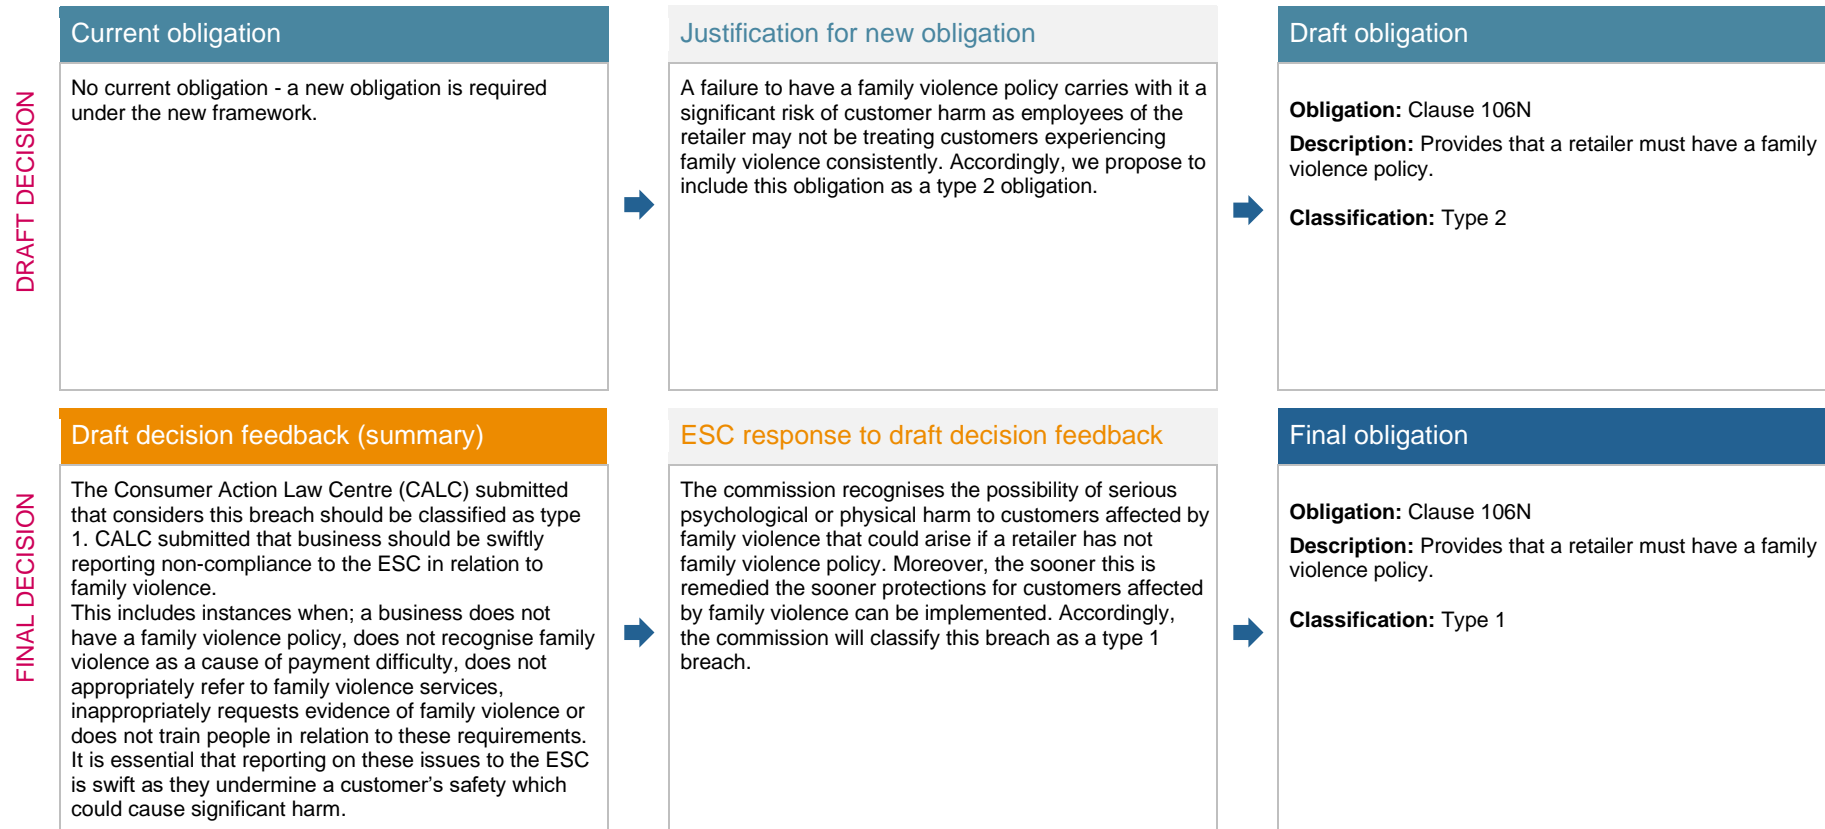 DRAFT DECISION
Current obligation
No current obligation - a new obligation is required
under the new framework.
Justification for new obligation
A failure to have a family violence policy carries with it a
significant risk of customer harm as employees of the
retailer may not be treating customers experiencing
family violence consistently. Accordingly, we propose to
include this obligation as a type 2 obligation.
Draft obligation
Obligation: Clause 106N
Description: Provides that a retailer must have a family
violence policy.
Classification: Type 2
FINAL DECISION
Draft decision feedback (summary)
The Consumer Action Law Centre (CALC) submitted
that considers this breach should be classified as type
1. CALC submitted that business should be swiftly
reporting non-compliance to the ESC in relation to
family violence.
This includes instances when; a business does not
have a family violence policy, does not recognise family
violence as a cause of payment difficulty, does not
appropriately refer to family violence services,
inappropriately requests evidence of family violence or
does not train people in relation to these requirements.
It is essential that reporting on these issues to the ESC
is swift as they undermine a customer's safety which
could cause significant harm.
ESC response to draft decision feedback
The commission recognises the possibility of serious
psychological or physical harm to customers affected by
family violence that could arise if a retailer has not
family violence policy. Moreover, the sooner this is
remedied the sooner protections for customers affected
by family violence can be implemented. Accordingly,
the commission will classify this breach as a type 1
breach.
Final obligation
Obligation: Clause 106N
Description: Provides that a retailer must have a family
violence policy.
Classification: Type 1